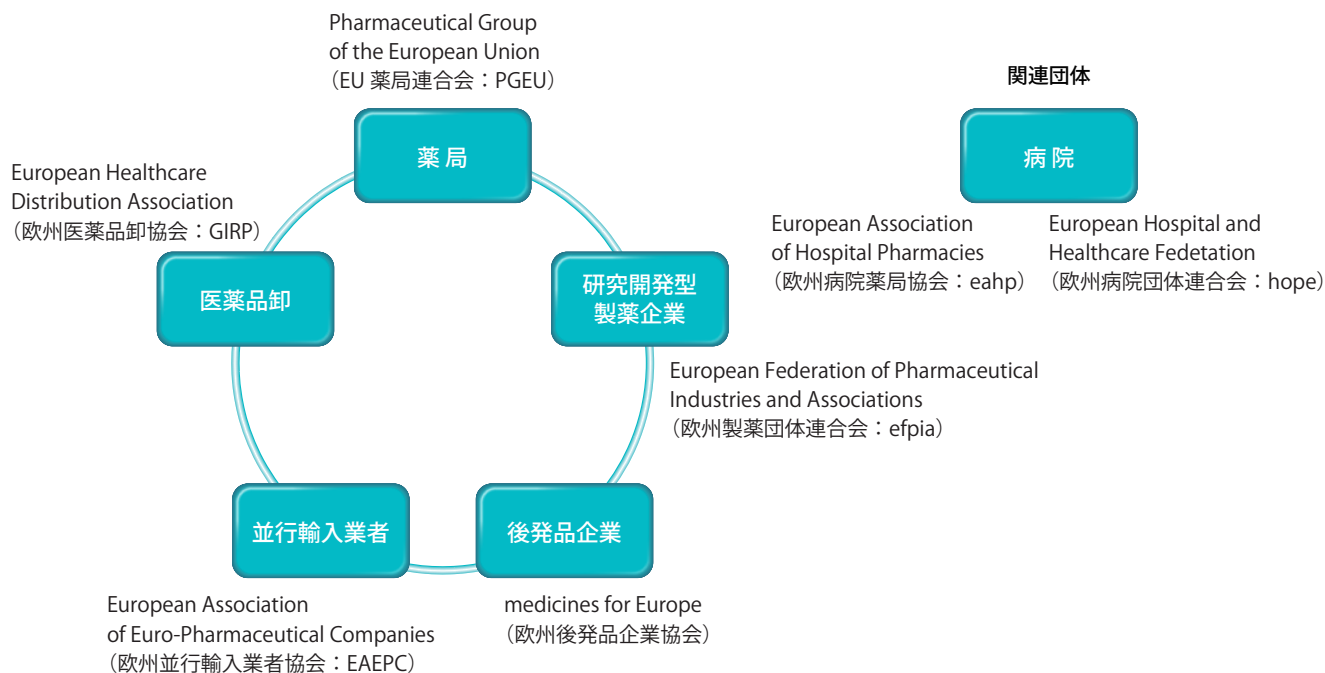 Pharmaceutical Group
of the European Union
（EU 薬局連合会：PGEU）
薬 局
European Healthcare
Distribution Association
（欧州医薬品卸協会：GIRP）
医薬品卸
研究開発型
製薬企業
European Federation of Pharmaceutical
Industries and Associations
（欧州製薬団体連合会：efpia）
並行輸入業者
European Association
of Euro-Pharmaceutical Companies
（欧州並行輸入業者協会：EAEPC）
後発品企業
medicines for Europe
（欧州後発品企業協会）
関連団体
病 院
European Association
of Hospital Pharmacies
（欧州病院薬局協会：eahp）
European Hospital and
Healthcare Fedetation
（欧州病院団体連合会：hope）